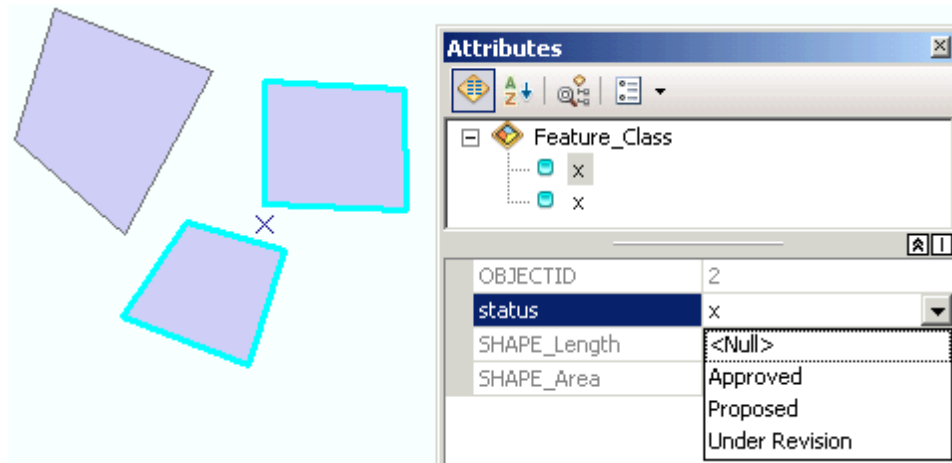 Attributes
Feature_Class
x
x
OBJECTID 2
status x
SHAPE_Length
SHAPE_Area
<Null>
Approved
Proposed
Under Revision